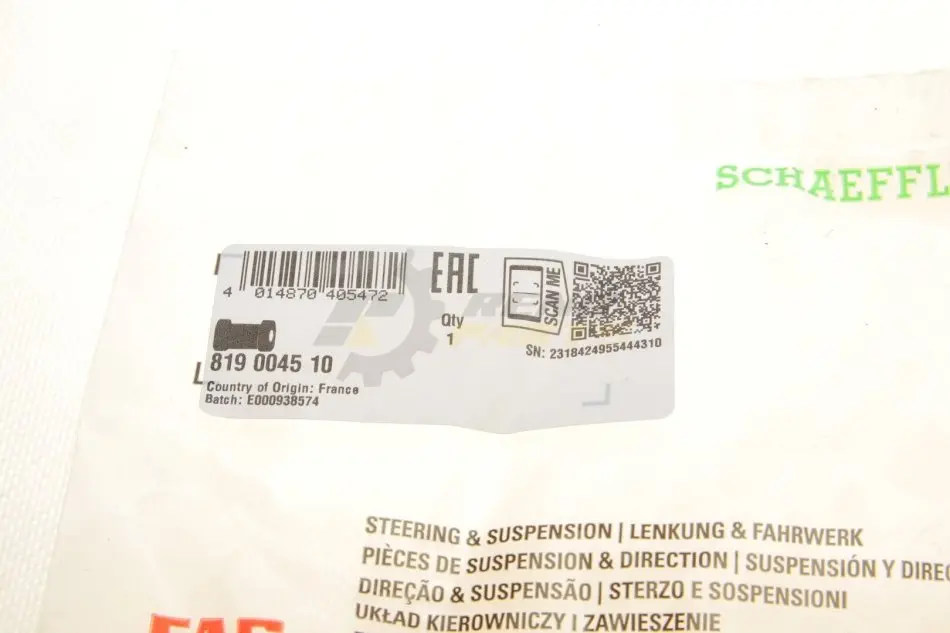 SCHAEFFL
4 014870 405472
EAC
SCAN ME
Qty
1
SN: 2318424955444310
819 0045 10
Country of Origin: France
Batch: E000938574
STEERING & SUSPENSION | LENKUNG & FAHRWERK
PIÈCES DE SUSPENSION & DIRECTION | SUSPENSIÓN Y DIREC
DIREÇÃO & SUSPENSÃO | STERZO E SOSPENSIONI
UKŁAD KIEROWNICZY | ZAWIESZENIE
FAG